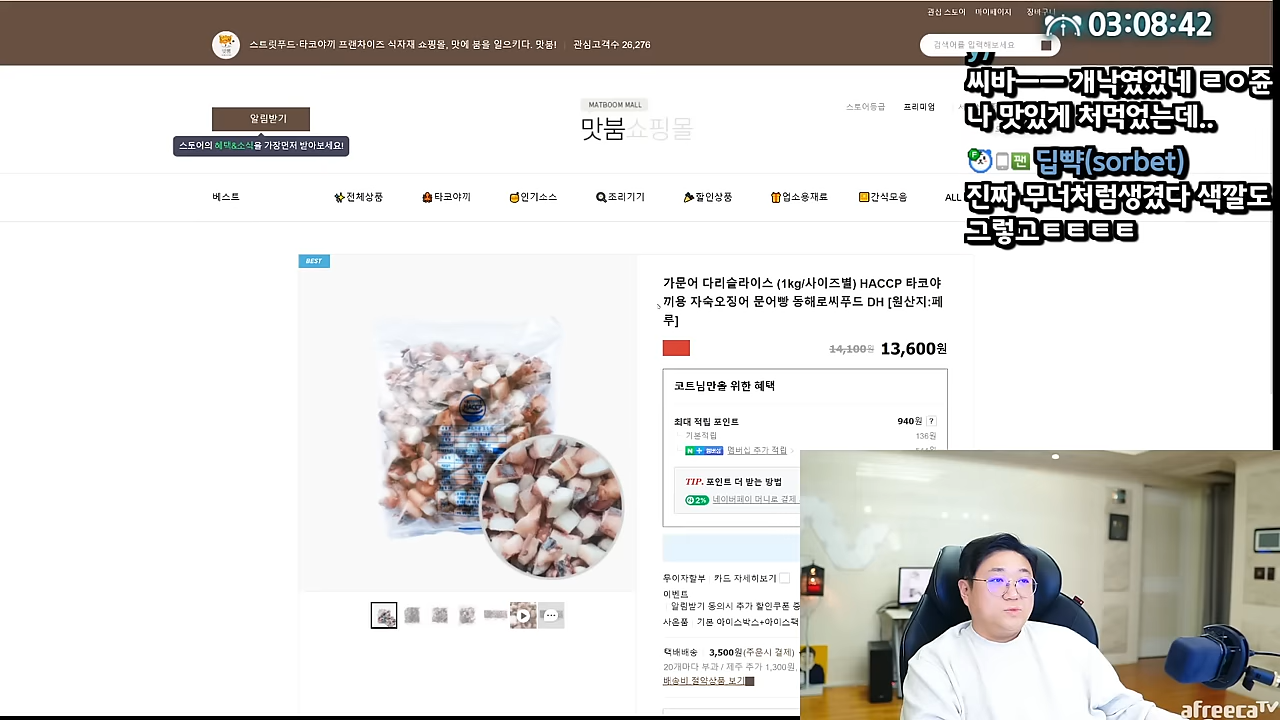 관심 스토어 마이페이지 장바구니
03:08:42
스트릿푸드 타코야끼 프랜차이즈 식자재 쇼핑몰, 맛에 붐을 일으키다. 맛붐! 관심고객수 26,276
검색어를 입력해보세요
씨바ㅡㅡ 개낙였었네 ㄹㅇ쥰
나 맛있게 처먹었는데..
알림받기
스토어의 혜택&소식을 가장먼저 받아보세요!
MATBOOM MALL
맛붐쇼핑몰
스토어등급 프리미엄
F 팬 딥뺙(sorbet)
진짜 무너처럼생겼다 색깔도
그렇고ㅌㅌㅌㅌ
베스트 전체상품 타코야끼 인기소스 조리기기 할인상품 업소용재료 간식모음 ALL
BEST
가문어 다리슬라이스 (1kg/사이즈별) HACCP 타코야
끼용 자숙오징어 문어빵 동해로씨푸드 DH [원산지:페
루]
14,100원 13,600원
코트님만을 위한 혜택
최대 적립 포인트 940원 ?
기본적립 136원
멤버십 추가 적립
TIP. 포인트 더 받는 방법
2% 네이버페이 머니로 결제
무이자할부 카드 자세히보기
이벤트
알림받기 동의시 추가 할인쿠폰 증
사은품 기본 아이스박스+아이스팩
택배배송 3,500원(주문시 결제)
20개마다 부과 / 제주 추가 1,300원,
배송비 절약상품 보기
afreecaTV